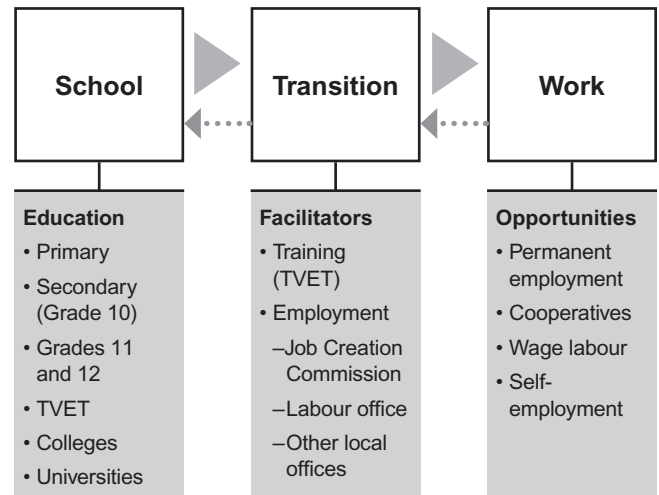 School
Transition
Work
Education
• Primary
• Secondary
(Grade 10)
• Grades 11
and 12
• TVET
• Colleges
• Universities
Facilitators
• Training
(TVET)
• Employment
–Job Creation
Commission
–Labour office
–Other local
offices
Opportunities
• Permanent
employment
• Cooperatives
• Wage labour
• Self-
employment